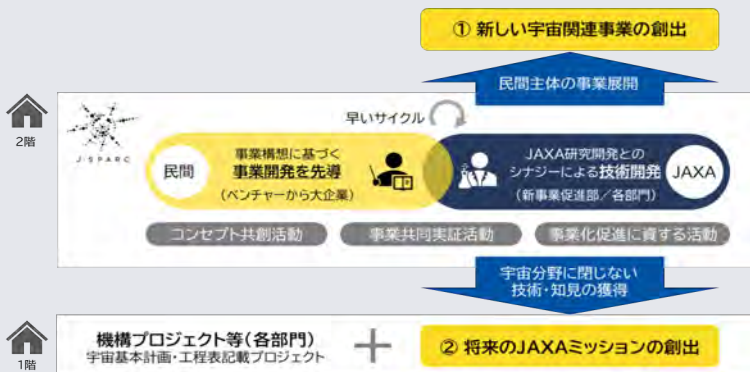 ① 新しい宇宙関連事業の創出
民間主体の事業展開
早いサイクル
2階
J-SPARC
民間
事業構想に基づく
事業開発を先導
(ベンチャーから大企業)
JAXA研究開発との
シナジーによる技術開発
(新事業促進部/各部門)
JAXA
コンセプト共創活動
事業共同実証活動
事業化促進に資する活動
宇宙分野に閉じない
技術・知見の獲得
1階
機構プロジェクト等(各部門)
宇宙基本計画・工程表記載プロジェクト
+
② 将来のJAXAミッションの創出